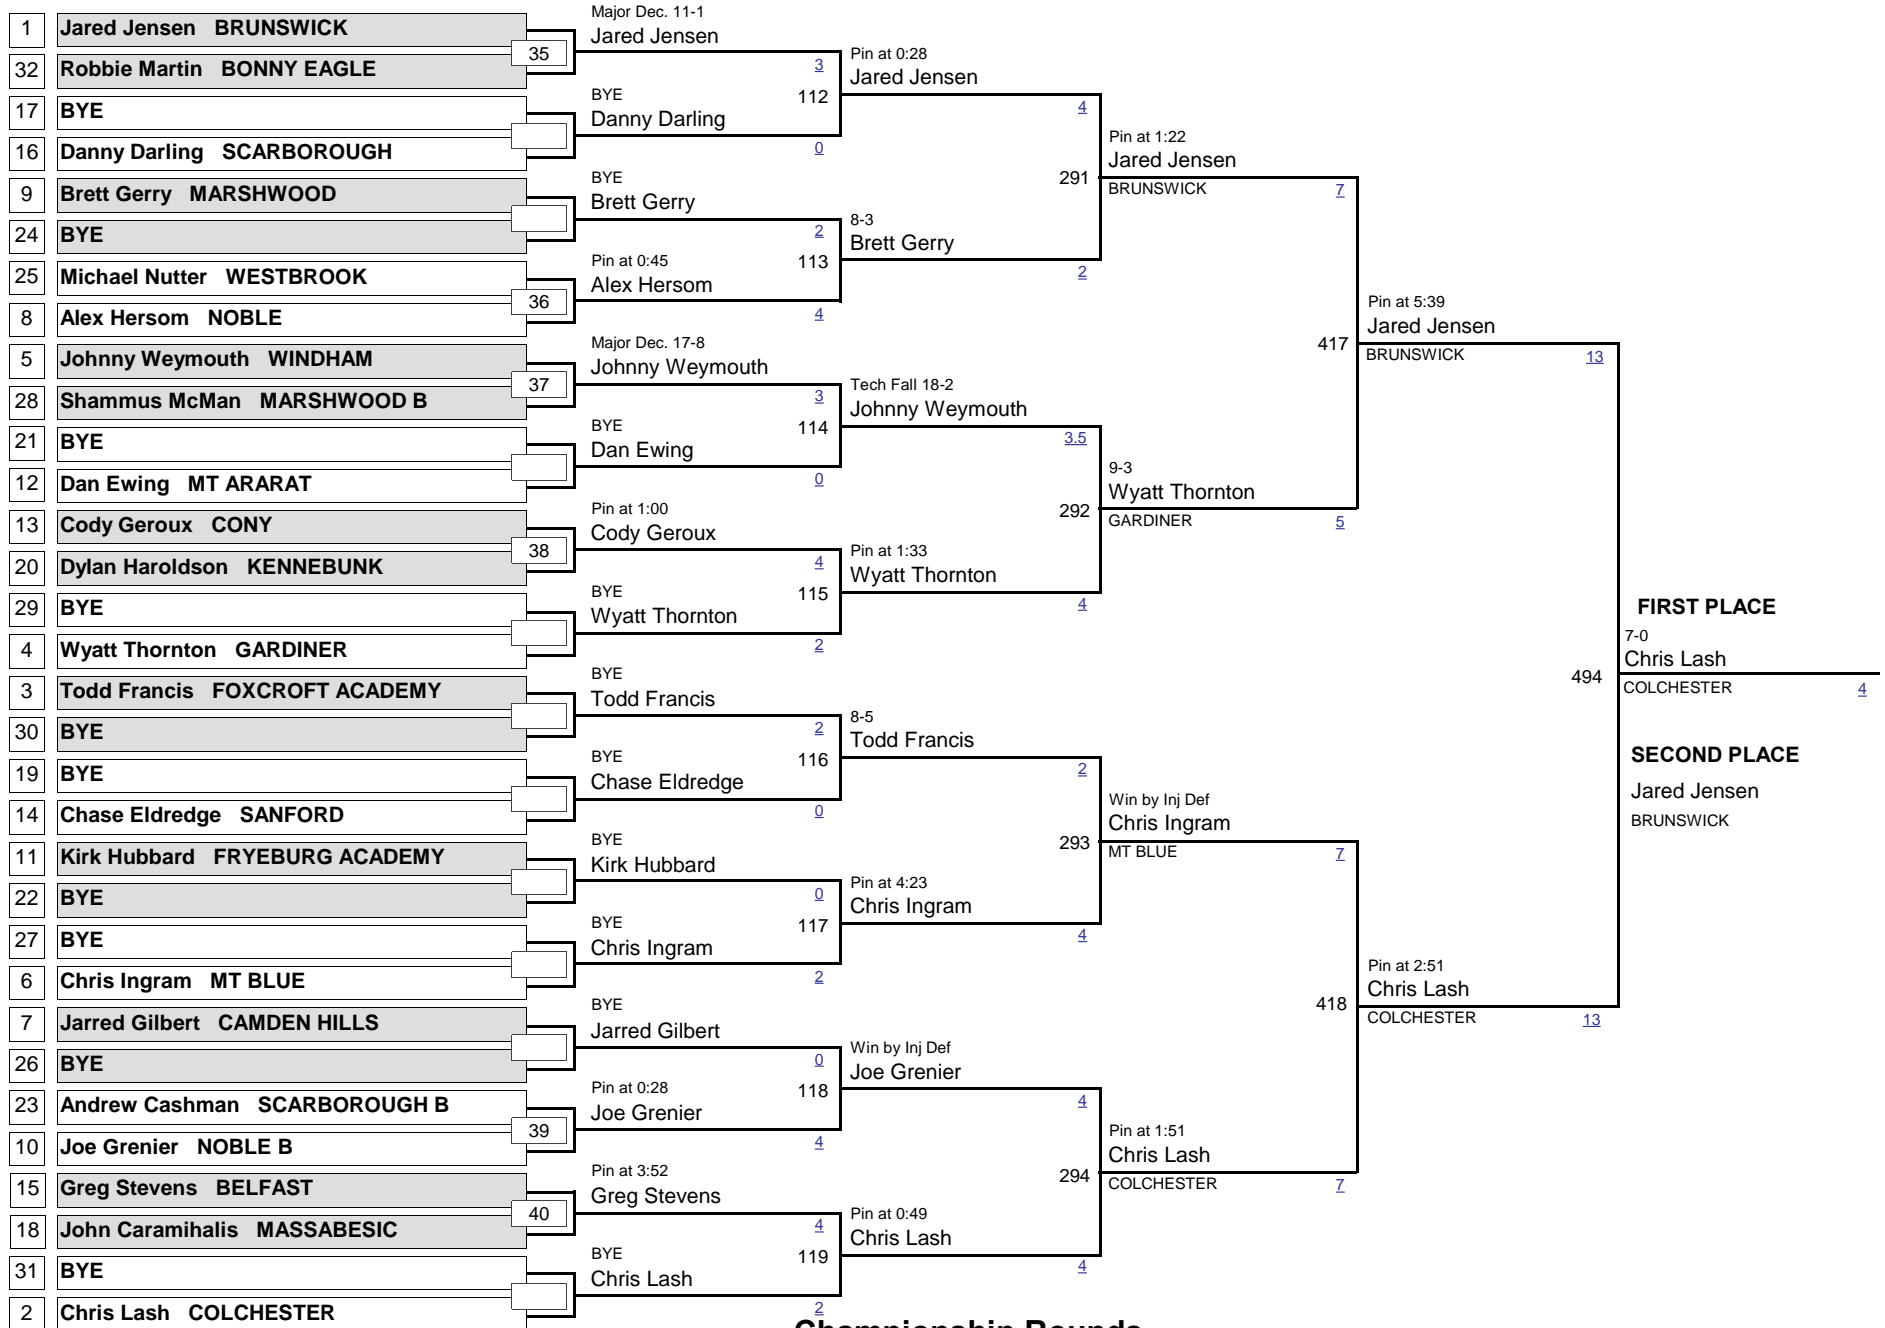 1 Jared Jensen BRUNSWICK
32 Robbie Martin BONNY EAGLE
17 BYE
16 Danny Darling SCARBOROUGH
9 Brett Gerry MARSHWOOD
24 BYE
25 Michael Nutter WESTBROOK
8 Alex Hersom NOBLE
5 Johnny Weymouth WINDHAM
28 Shammus McMan MARSHWOOD B
21 BYE
12 Dan Ewing MT ARARAT
13 Cody Geroux CONY
20 Dylan Haroldson KENNEBUNK
29 BYE
4 Wyatt Thornton GARDINER
3 Todd Francis FOXCROFT ACADEMY
30 BYE
19 BYE
14 Chase Eldredge SANFORD
11 Kirk Hubbard FRYEBURG ACADEMY
22 BYE
27 BYE
6 Chris Ingram MT BLUE
7 Jarred Gilbert CAMDEN HILLS
26 BYE
23 Andrew Cashman SCARBOROUGH B
10 Joe Grenier NOBLE B
15 Greg Stevens BELFAST
18 John Caramihalis MASSABESIC
31 BYE
2 Chris Lash COLCHESTER
35
36
37
38
39
40
Major Dec. 11-1
Jared Jensen
3
BYE
112
Danny Darling
0
BYE
Brett Gerry
2
Pin at 0:45
113
Alex Hersom
4
Major Dec. 17-8
Johnny Weymouth
3
BYE
114
Dan Ewing
0
Pin at 1:00
Cody Geroux
4
BYE
115
Wyatt Thornton
2
BYE
Todd Francis
2
BYE
116
Chase Eldredge
0
BYE
Kirk Hubbard
0
BYE
117
Chris Ingram
2
BYE
Jarred Gilbert
0
Pin at 0:28
118
Joe Grenier
4
Pin at 3:52
Greg Stevens
4
BYE
119
Chris Lash
2
Pin at 0:28
Jared Jensen
4
291
8-3
Brett Gerry
2
Tech Fall 18-2
Johnny Weymouth
3.5
292
Pin at 1:33
Wyatt Thornton
4
8-5
Todd Francis
2
293
Pin at 4:23
Chris Ingram
4
Win by Inj Def
Joe Grenier
4
294
Pin at 0:49
Chris Lash
4
Pin at 1:22
Jared Jensen
BRUNSWICK
7
417
9-3
Wyatt Thornton
GARDINER
5
Win by Inj Def
Chris Ingram
MT BLUE
7
418
Pin at 1:51
Chris Lash
COLCHESTER
7
Pin at 5:39
Jared Jensen
BRUNSWICK
13
494
Pin at 2:51
Chris Lash
COLCHESTER
13
FIRST PLACE
7-0
Chris Lash
COLCHESTER
4
SECOND PLACE
Jared Jensen
BRUNSWICK
Championship Rounds